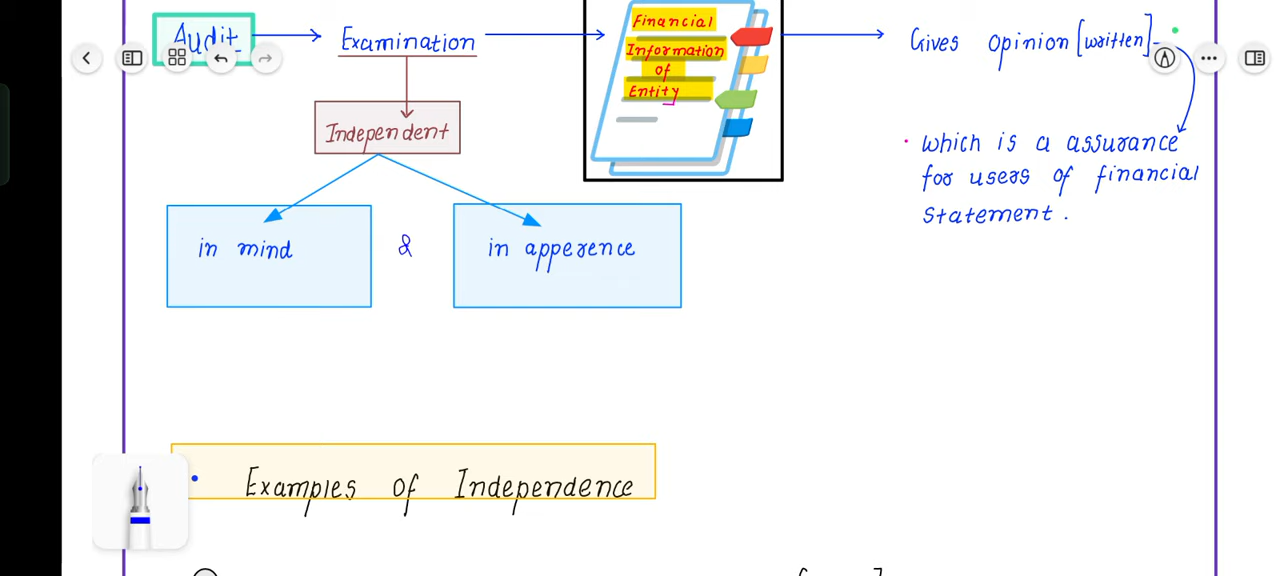 Audit
Examination
Financial
Information
of
Entity
Gives opinion [written]
Independent
• which is a assurance
for users of financial
statement.
in mind
&
in apperence
• Examples of Independence